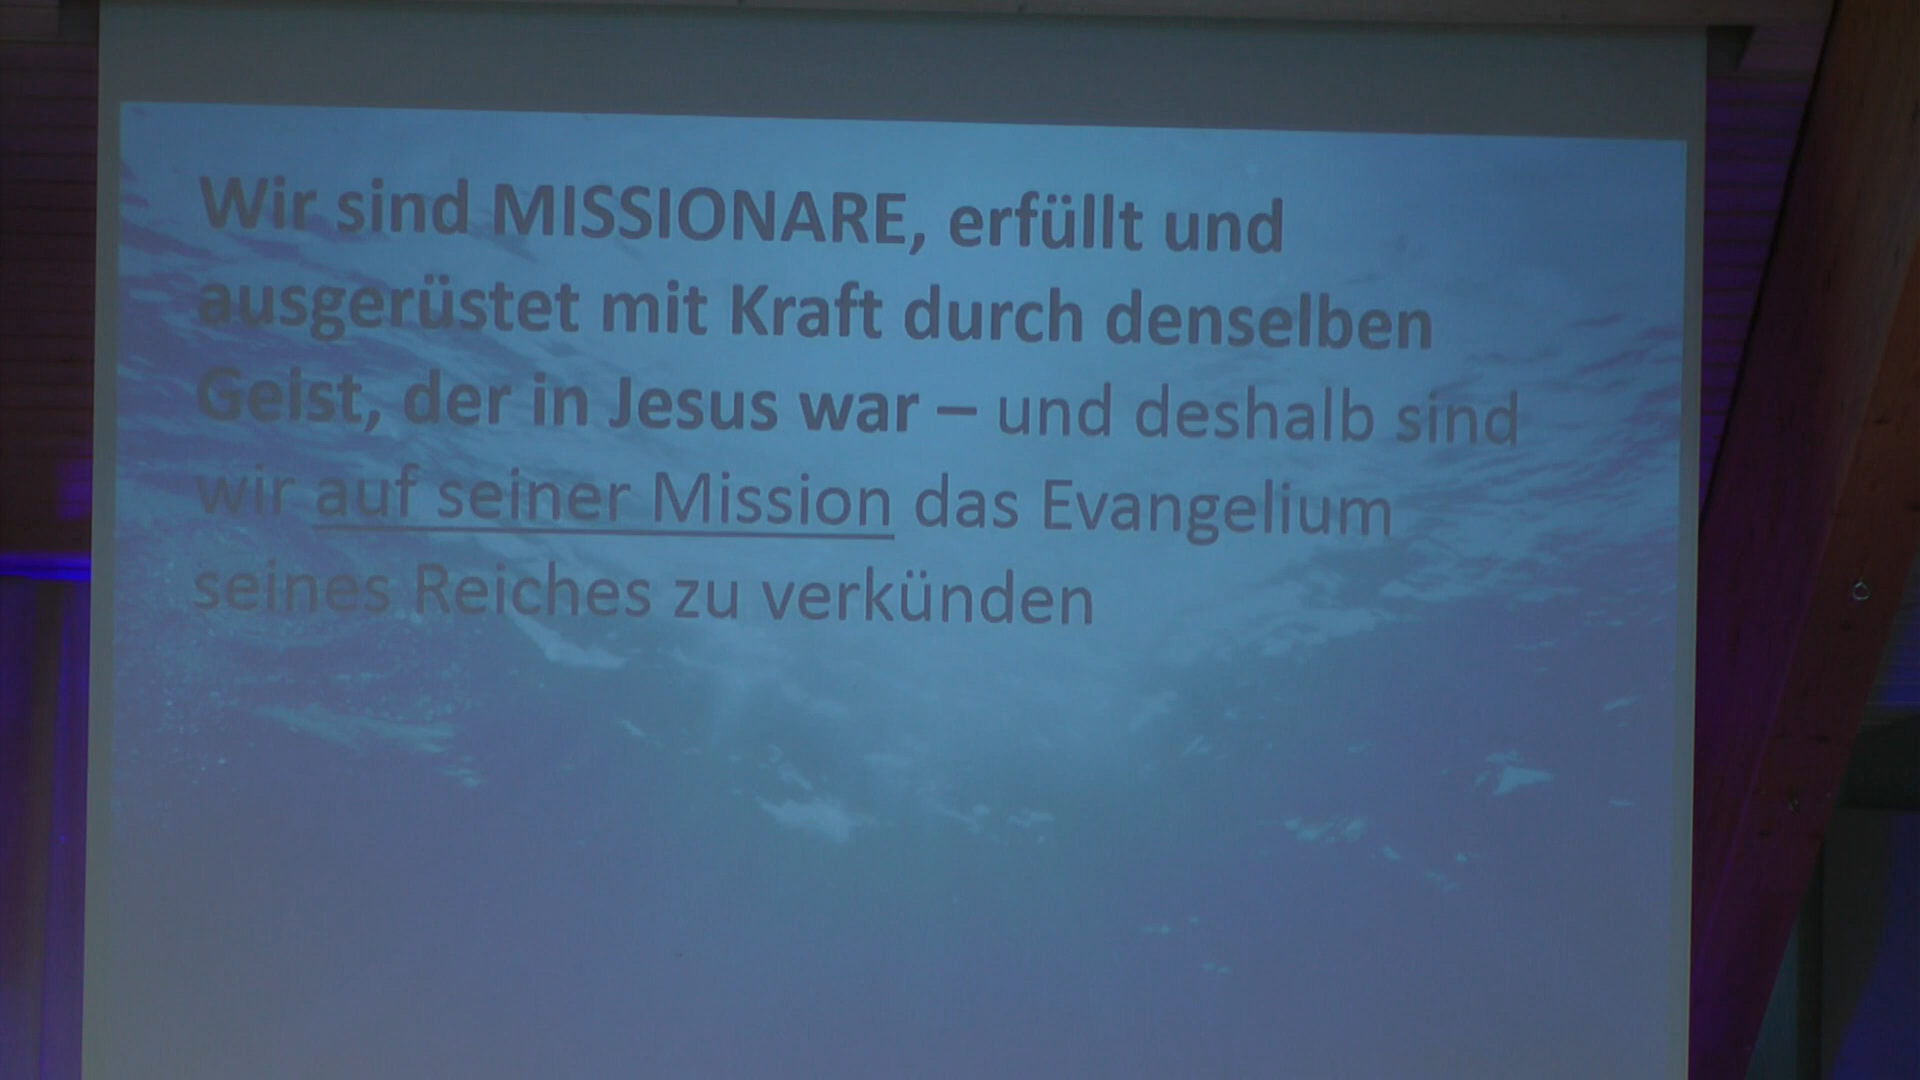 Wir sind MISSIONARE, erfüllt und
ausgerüstet mit Kraft durch denselben
Geist, der in Jesus war – und deshalb sind
wir auf seiner Mission das Evangelium
seines Reiches zu verkünden